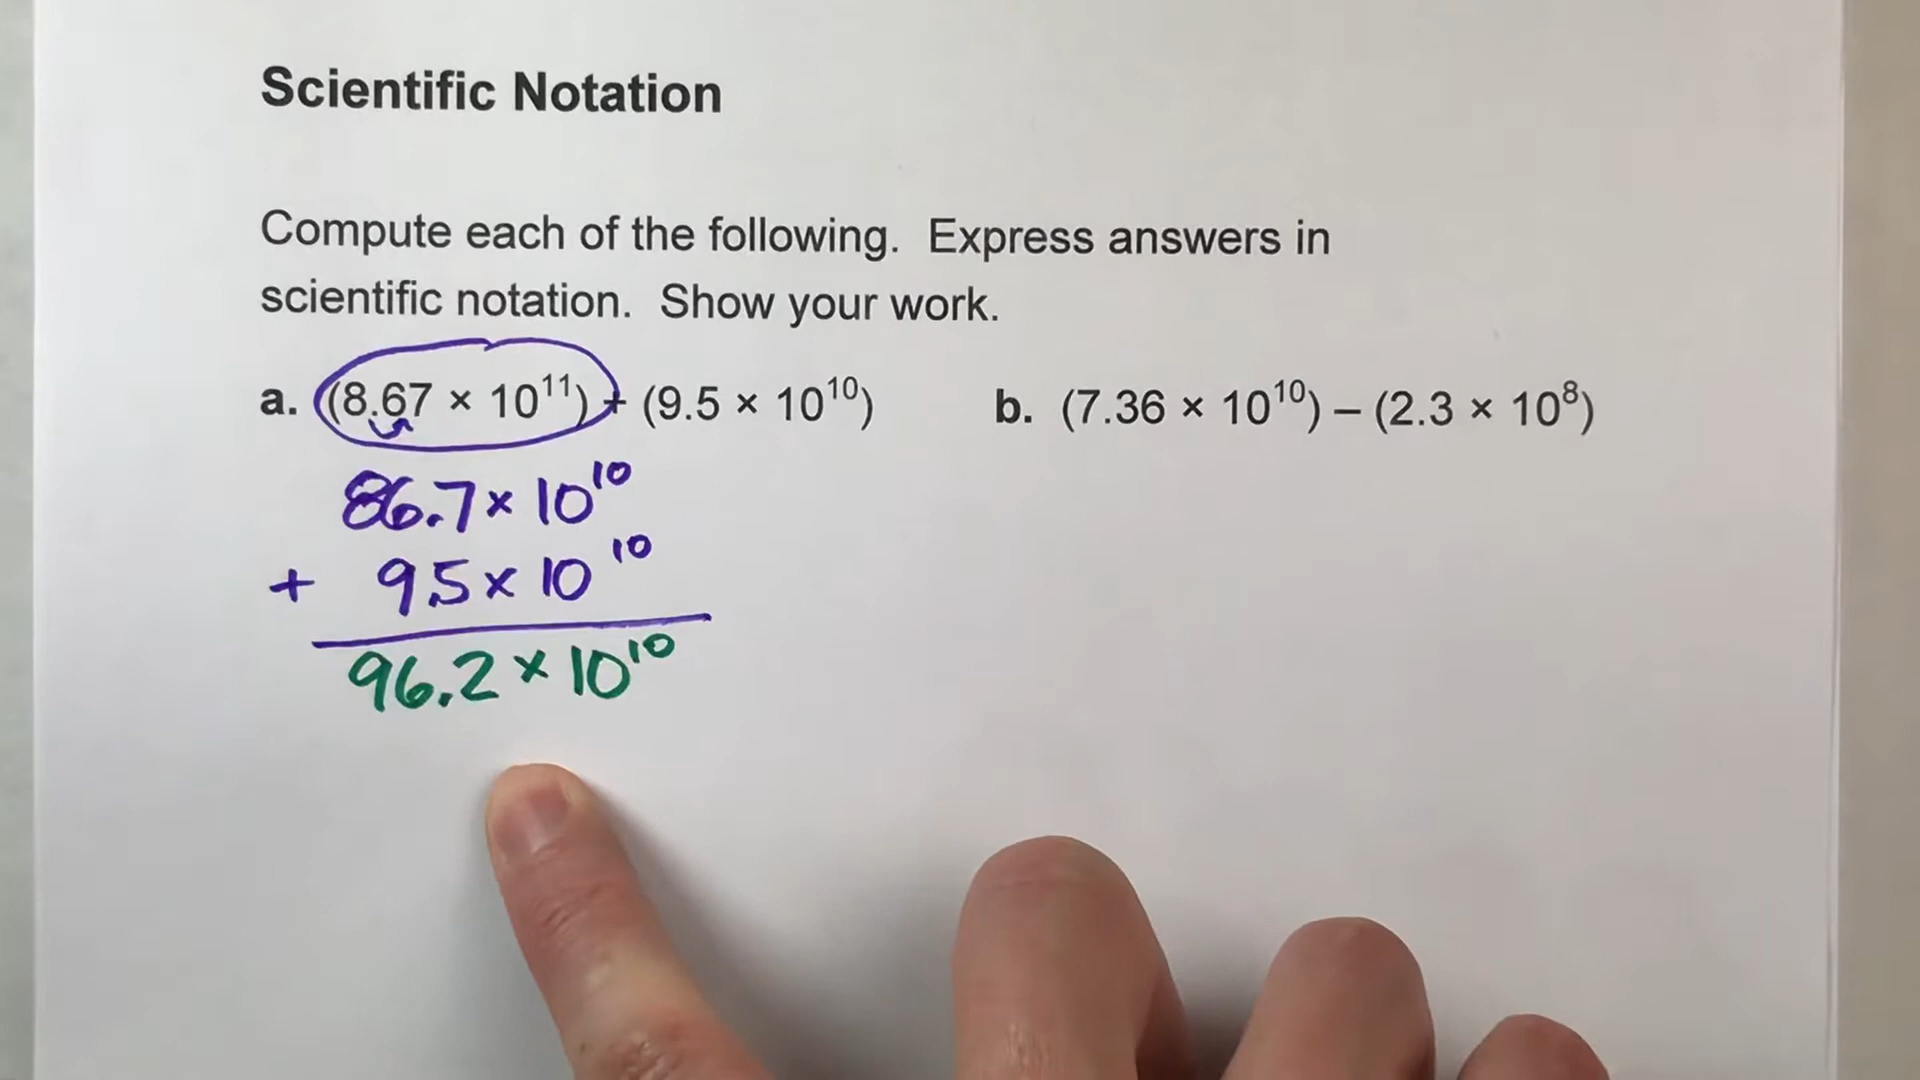 Scientific Notation
Compute each of the following. Express answers in
scientific notation. Show your work.
a. (8.67 × 10¹¹) + (9.5 × 10¹⁰)
86.7 × 10¹⁰
+ 9.5 × 10¹⁰
96.2 × 10¹⁰
b. (7.36 × 10¹⁰) – (2.3 × 10⁸)